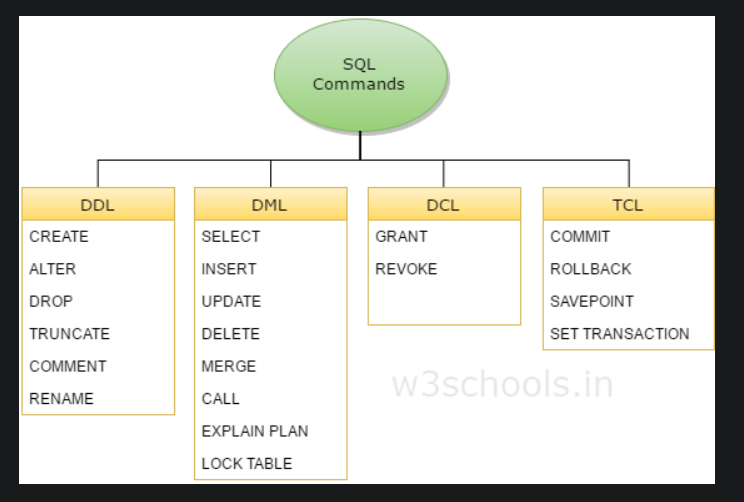 SQL
Commands
DDL
CREATE
ALTER
DROP
TRUNCATE
COMMENT
RENAME
DML
SELECT
INSERT
UPDATE
DELETE
MERGE
CALL
EXPLAIN PLAN
LOCK TABLE
DCL
GRANT
REVOKE
TCL
COMMIT
ROLLBACK
SAVEPOINT
SET TRANSACTION
w3schools.in